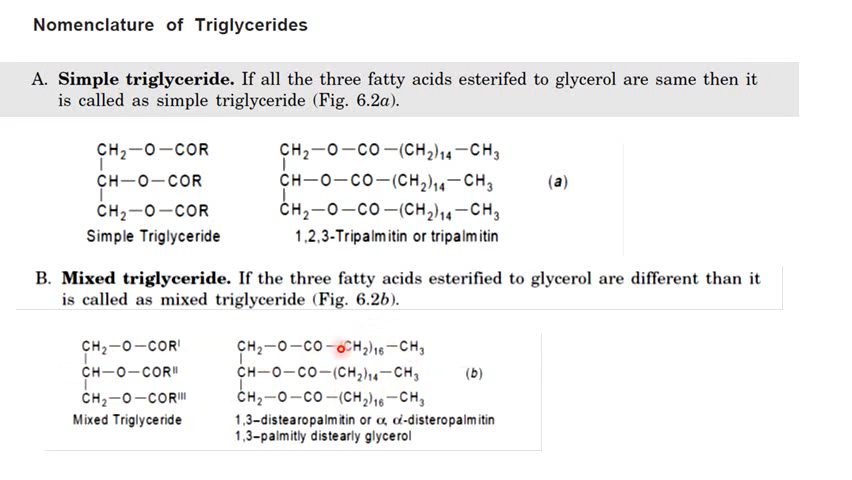 Nomenclature of Triglycerides
A. Simple triglyceride. If all the three fatty acids esterifed to glycerol are same then it
is called as simple triglyceride (Fig. 6.2a).
CH₂–O–COR CH₂–O–CO–(CH₂)₁₄–CH₃
CH–O–COR CH–O–CO–(CH₂)₁₄–CH₃ (a)
CH₂–O–COR CH₂–O–CO–(CH₂)₁₄–CH₃
Simple Triglyceride 1,2,3-Tripalmitin or tripalmitin
B. Mixed triglyceride. If the three fatty acids esterified to glycerol are different than it
is called as mixed triglyceride (Fig. 6.2b).
CH₂–O–CORᴵ CH₂–O–CO–(CH₂)₁₆–CH₃
CH–O–CORᴵᴵ CH–O–CO–(CH₂)₁₄–CH₃ (b)
CH₂–O–CORᴵᴵᴵ CH₂–O–CO–(CH₂)₁₆–CH₃
Mixed Triglyceride 1,3–distearopalmitin or α, α'-disteropalmitin
1,3–palmitly distearly glycerol